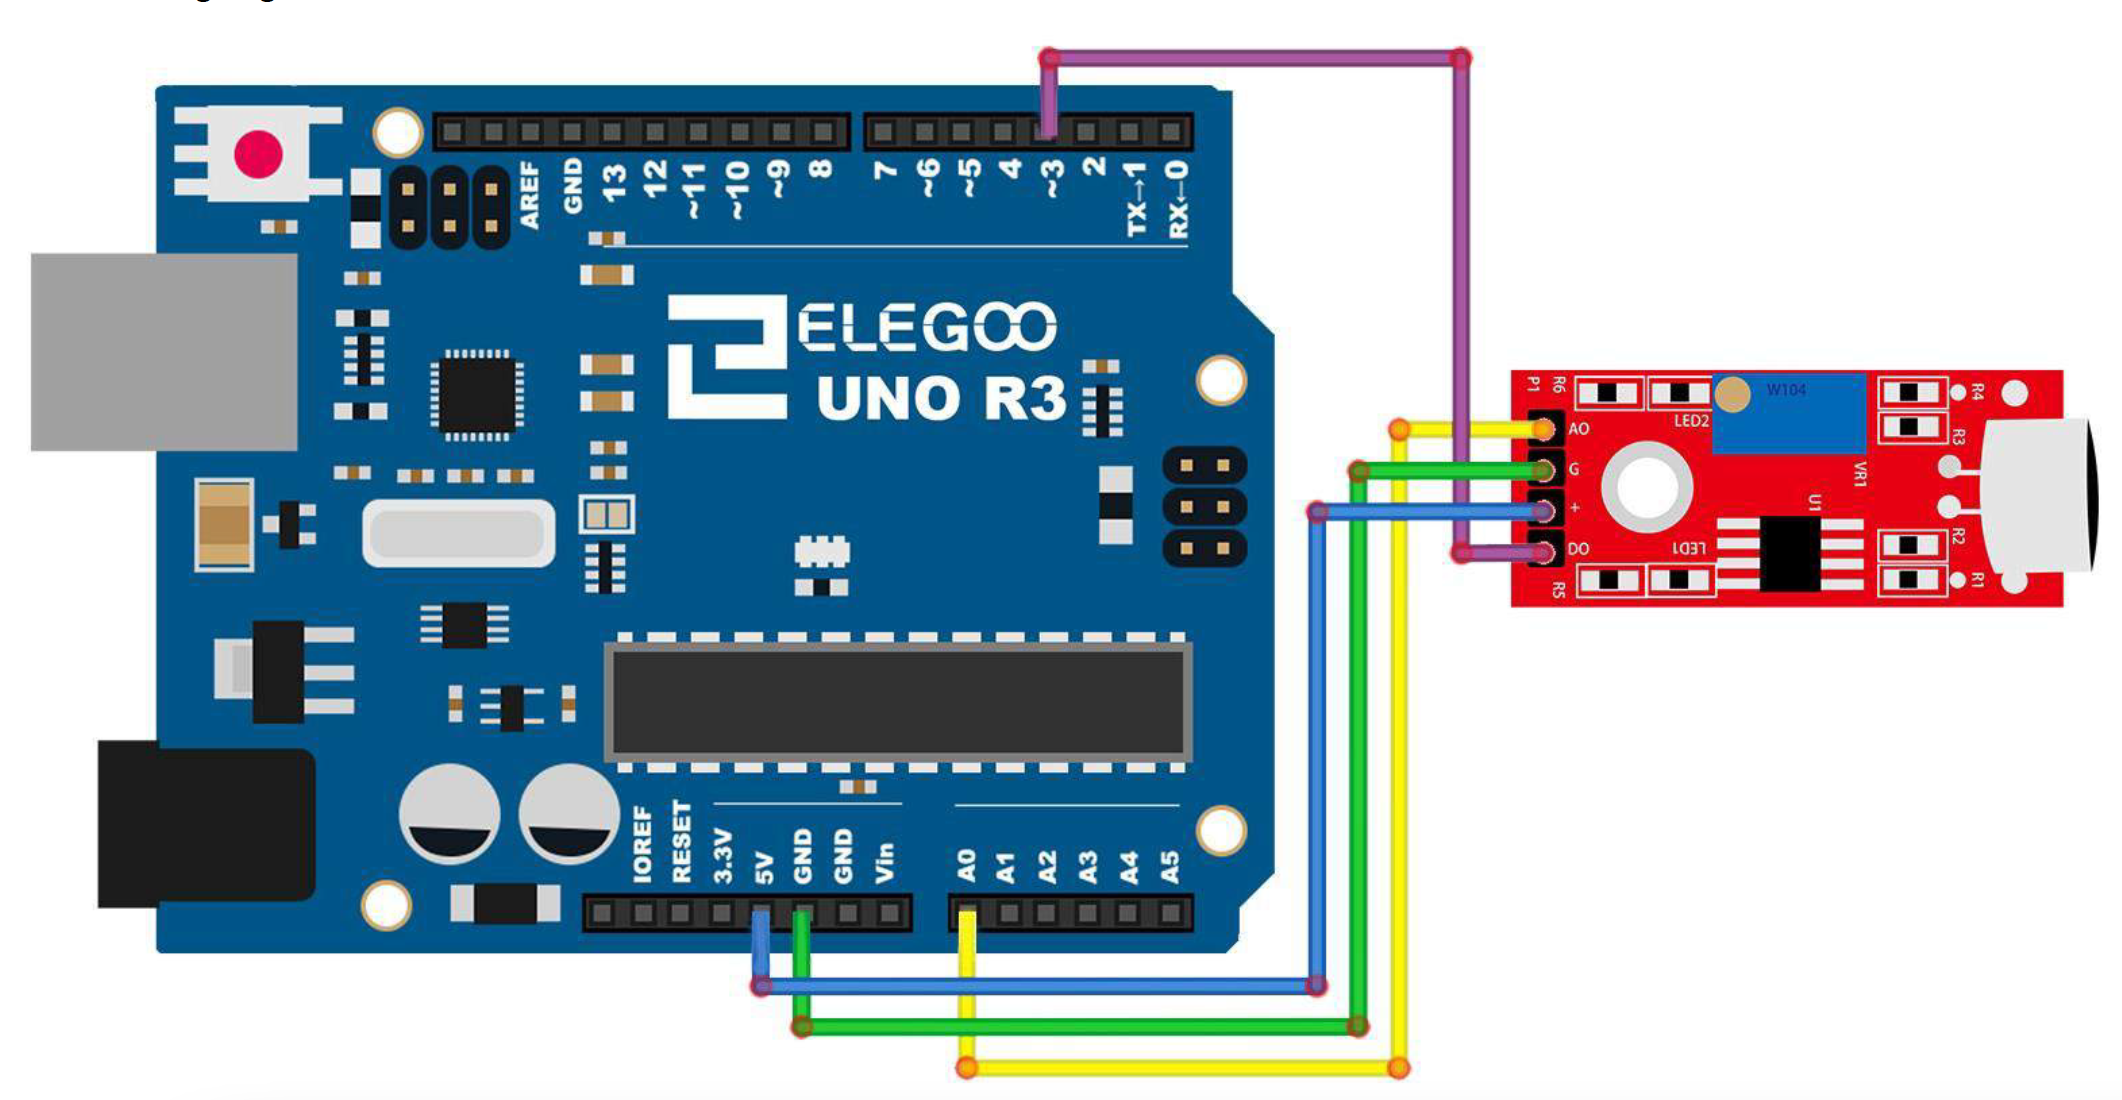 AREF
GND
13
12
~11
~10
~9
8
7
~6
~5
4
~3
2
TX→1
RX←0
ELEGOO
UNO R3
IOREF
RESET
3.3V
5V
GND
GND
Vin
A0
A1
A2
A3
A4
A5
P1
R6
LED2
W104
R4
R3
AO
G
+
DO
VR1
U1
LED1
R5
R2
R1